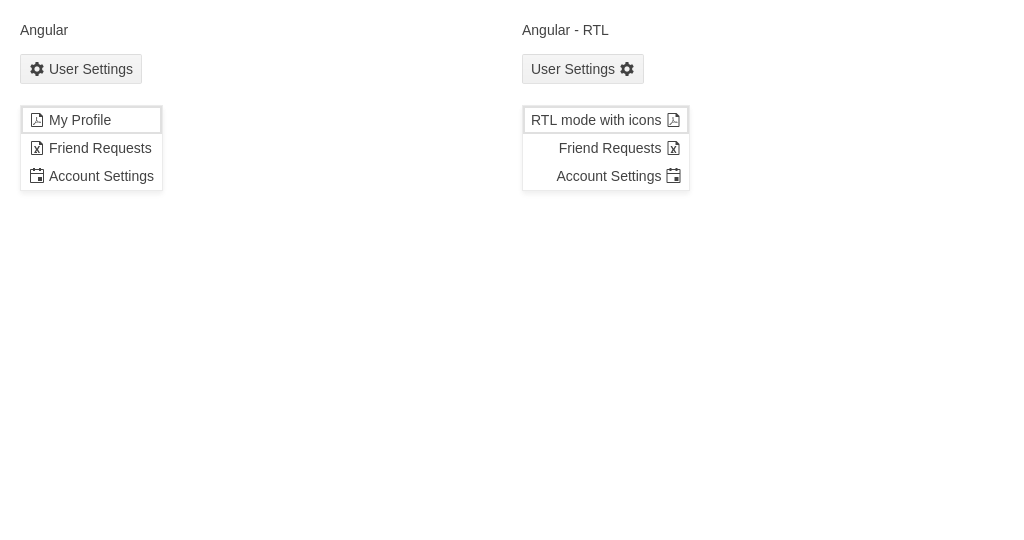 Angular
User Settings
My Profile
Friend Requests
Account Settings
Angular - RTL
User Settings
RTL mode with icons
Friend Requests
Account Settings